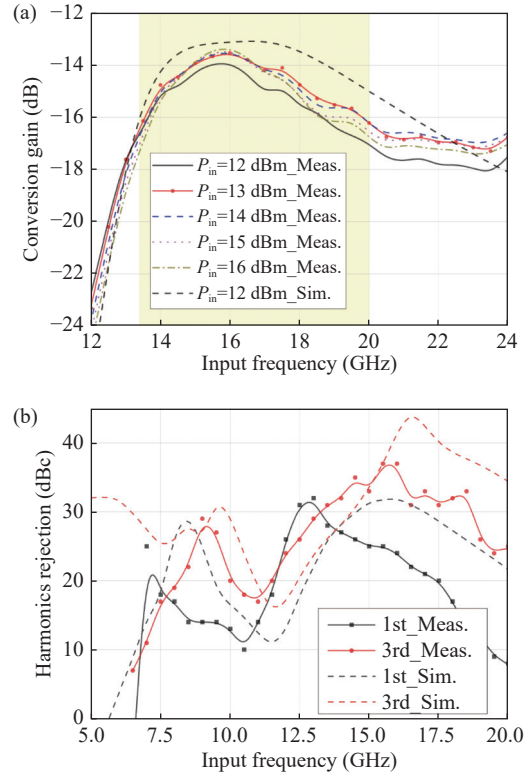 (a)
−12
−14
−16
−18
−20
−22
−24
Conversion gain (dB)
Pin=12 dBm_Meas.
Pin=13 dBm_Meas.
Pin=14 dBm_Meas.
Pin=15 dBm_Meas.
Pin=16 dBm_Meas.
Pin=12 dBm_Sim.
12 14 16 18 20 22 24
Input frequency (GHz)
(b)
40
30
20
10
0
Harmonics rejection (dBc)
1st_Meas.
3rd_Meas.
1st_Sim.
3rd_Sim.
5.0 7.5 10.0 12.5 15.0 17.5 20.0
Input frequency (GHz)